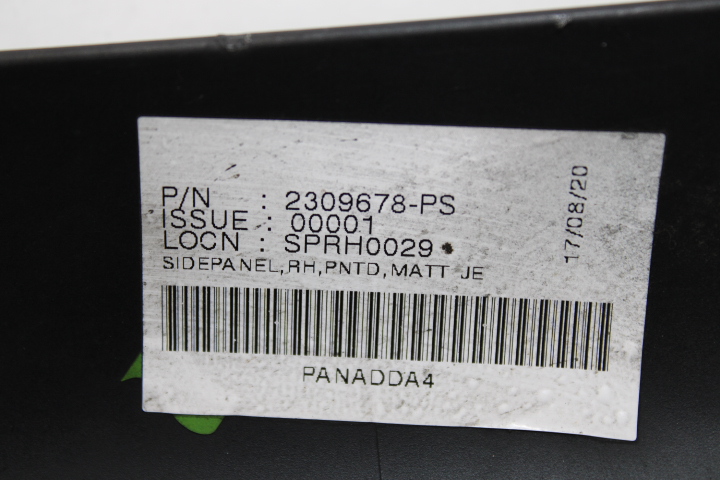 P/N : 2309678-PS
ISSUE : 00001
LOCN : SPRH0029
SIDEPANEL,RH,PNTD,MATT JE
PANADDA4
17/08/20